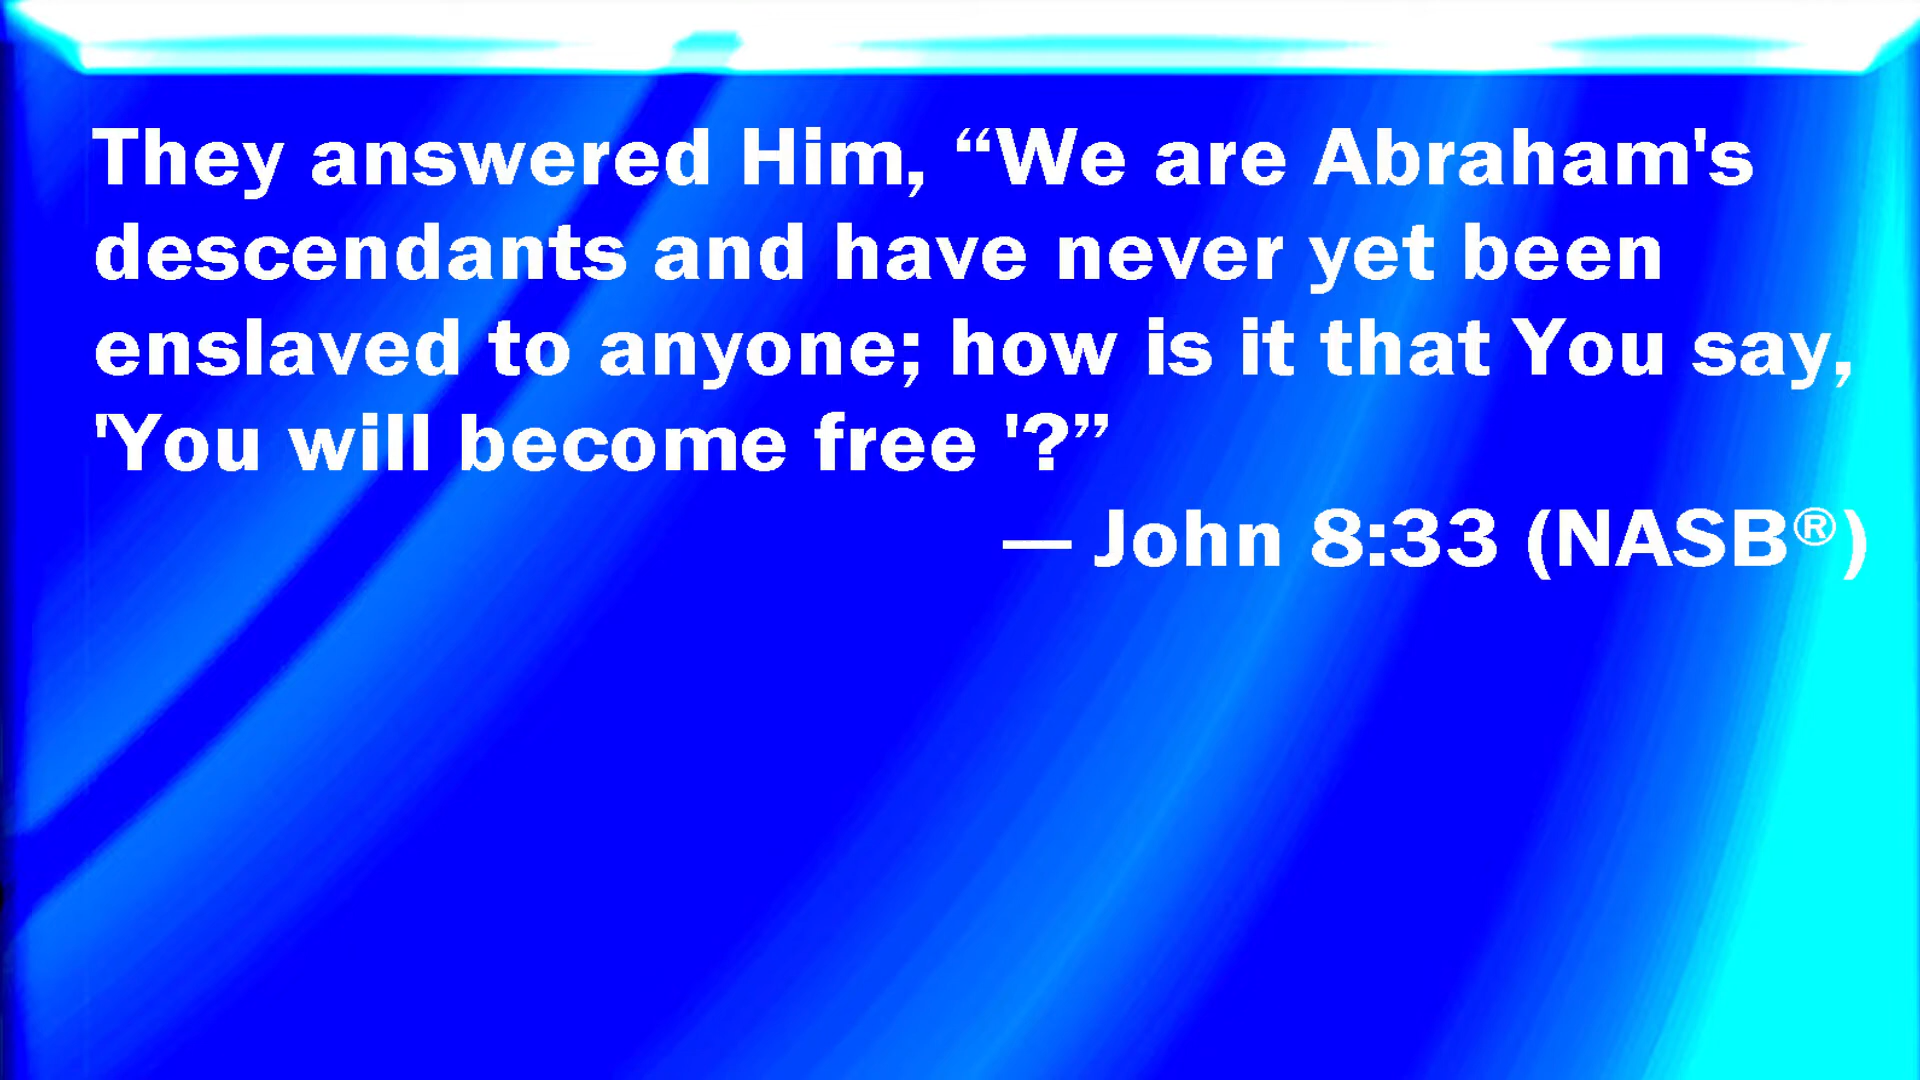 They answered Him, “We are Abraham's
descendants and have never yet been
enslaved to anyone; how is it that You say,
'You will become free '?”
— John 8:33 (NASB®)